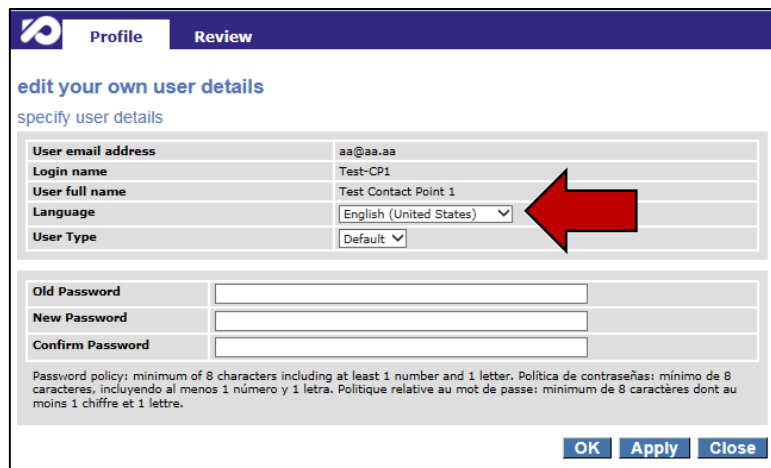 Profile Review
edit your own user details
specify user details
User email address aa@aa.aa
Login name Test-CP1
User full name Test Contact Point 1
Language English (United States)
User Type Default
Old Password
New Password
Confirm Password
Password policy: minimum of 8 characters including at least 1 number and 1 letter. Política de contraseñas: mínimo de 8
caracteres, incluyendo al menos 1 número y 1 letra. Politique relative au mot de passe: minimum de 8 caractères dont au
moins 1 chiffre et 1 lettre.
OK Apply Close